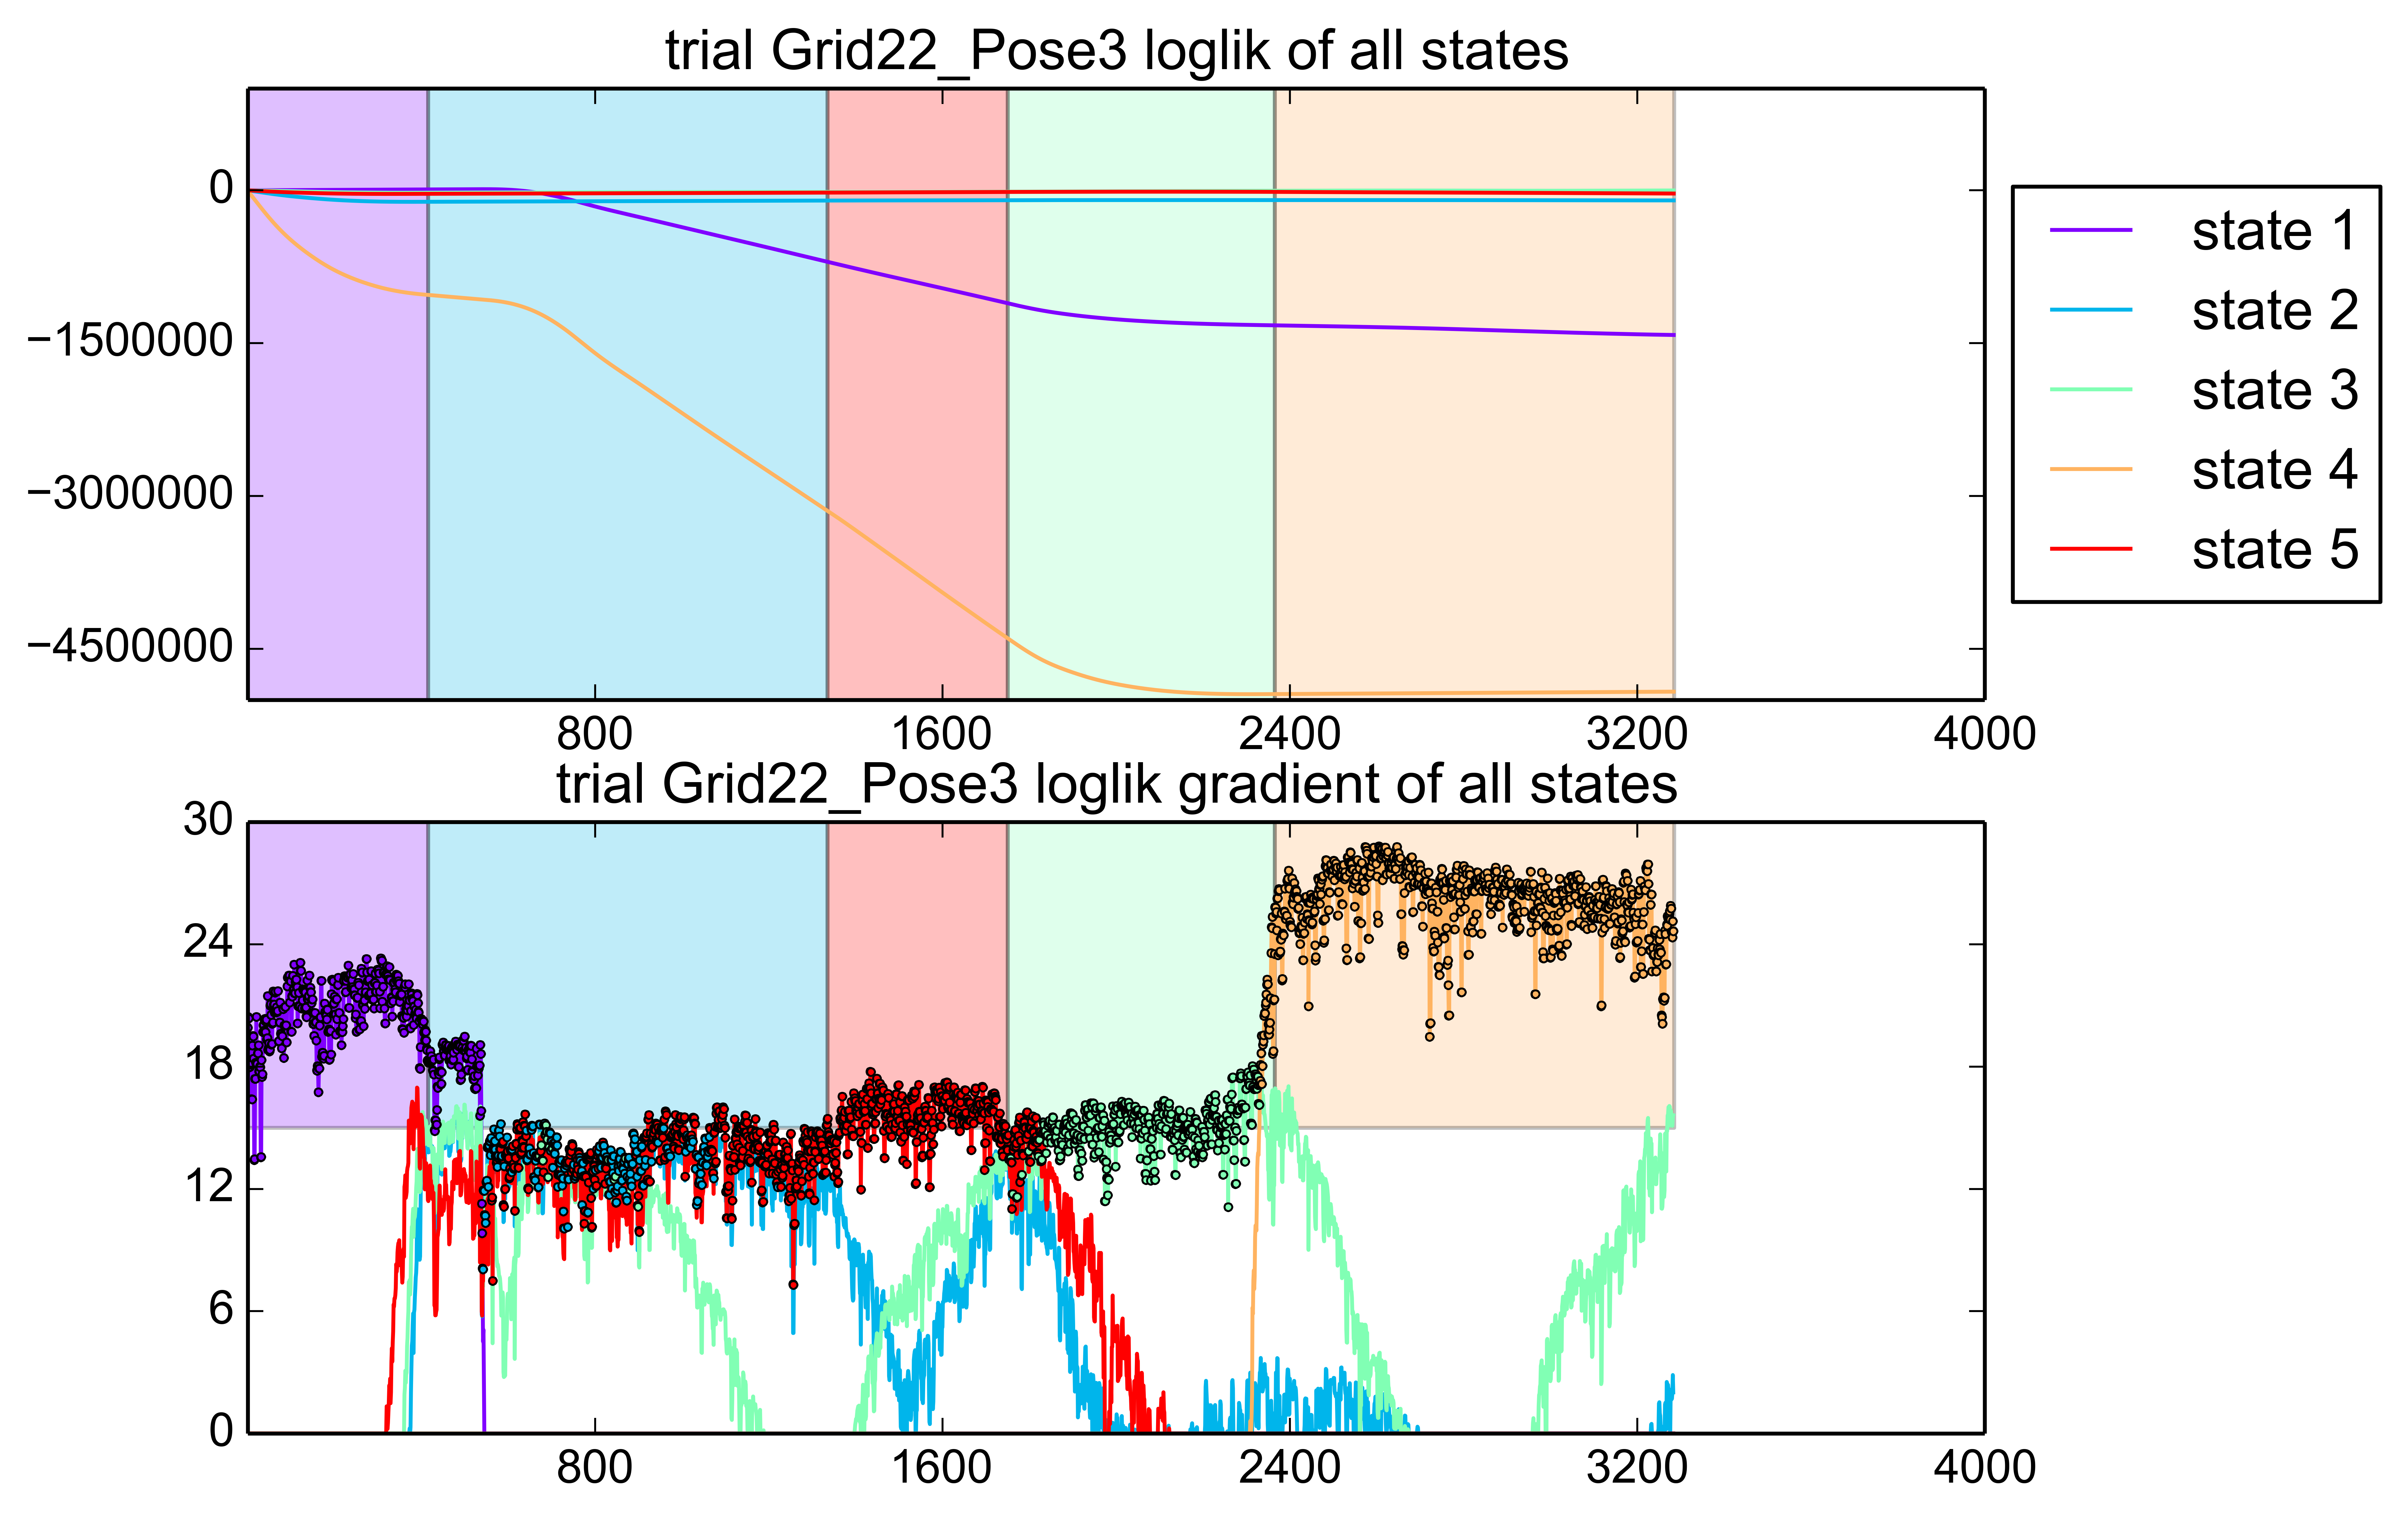 trial Grid22_Pose3 loglik of all states
0
−1500000
−3000000
−4500000
800 1600 2400 3200 4000
state 1
state 2
state 3
state 4
state 5
trial Grid22_Pose3 loglik gradient of all states
30
24
18
12
6
0
800 1600 2400 3200 4000